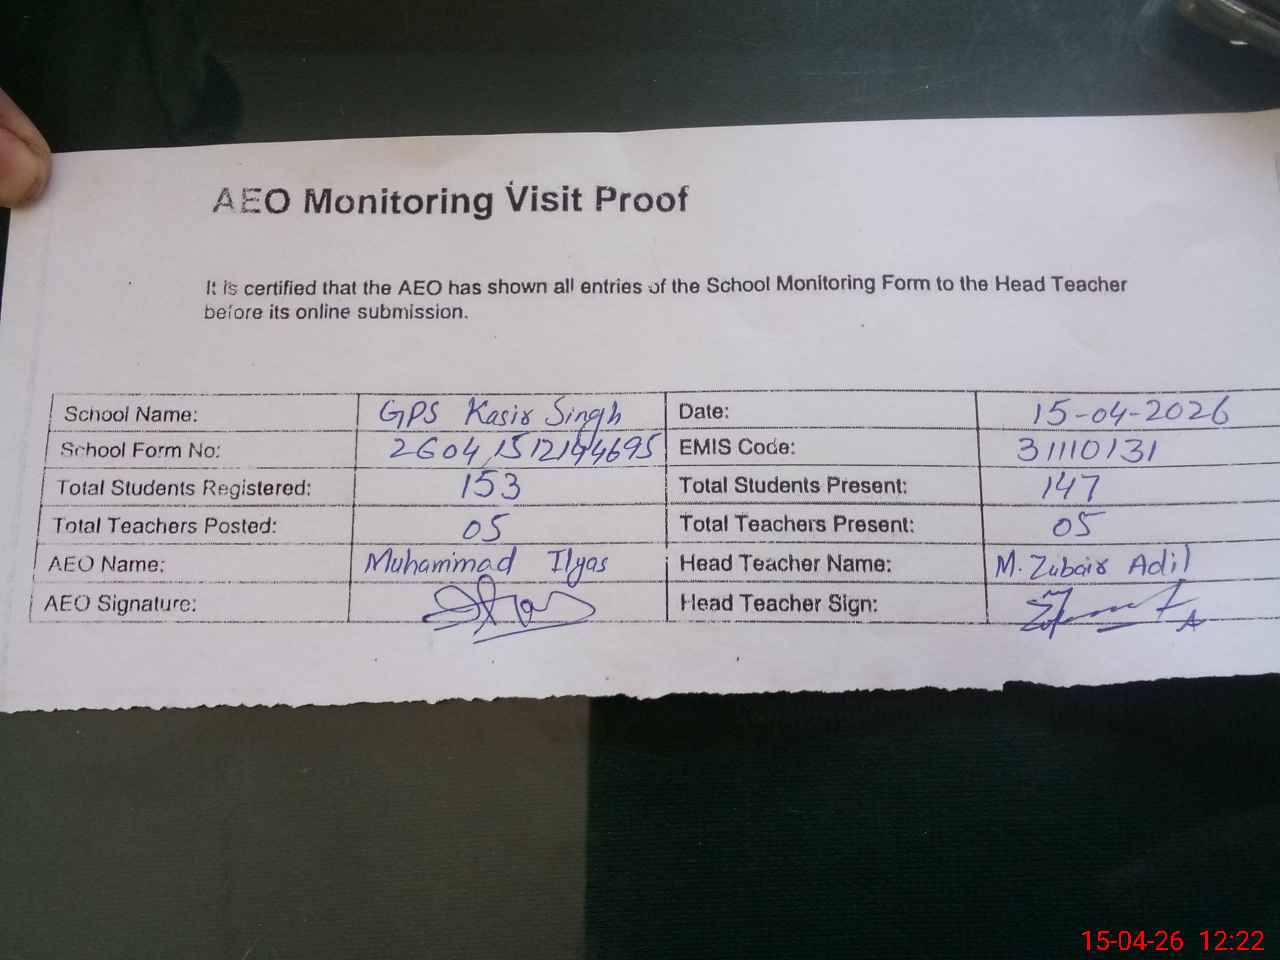 AEO Monitoring Visit Proof
It is certified that the AEO has shown all entries of the School Monitoring Form to the Head Teacher
before its online submission.
School Name: GPS Kasir Singh Date: 15-04-2026
School Form No: EMIS Code: 31110131
Total Students Registered: 153 Total Students Present: 147
Total Teachers Posted: 05 Total Teachers Present: 05
AEO Name: Muhammad Ilyas Head Teacher Name: M. Zubair Adil
AEO Signature: Head Teacher Sign:
15-04-26 12:22